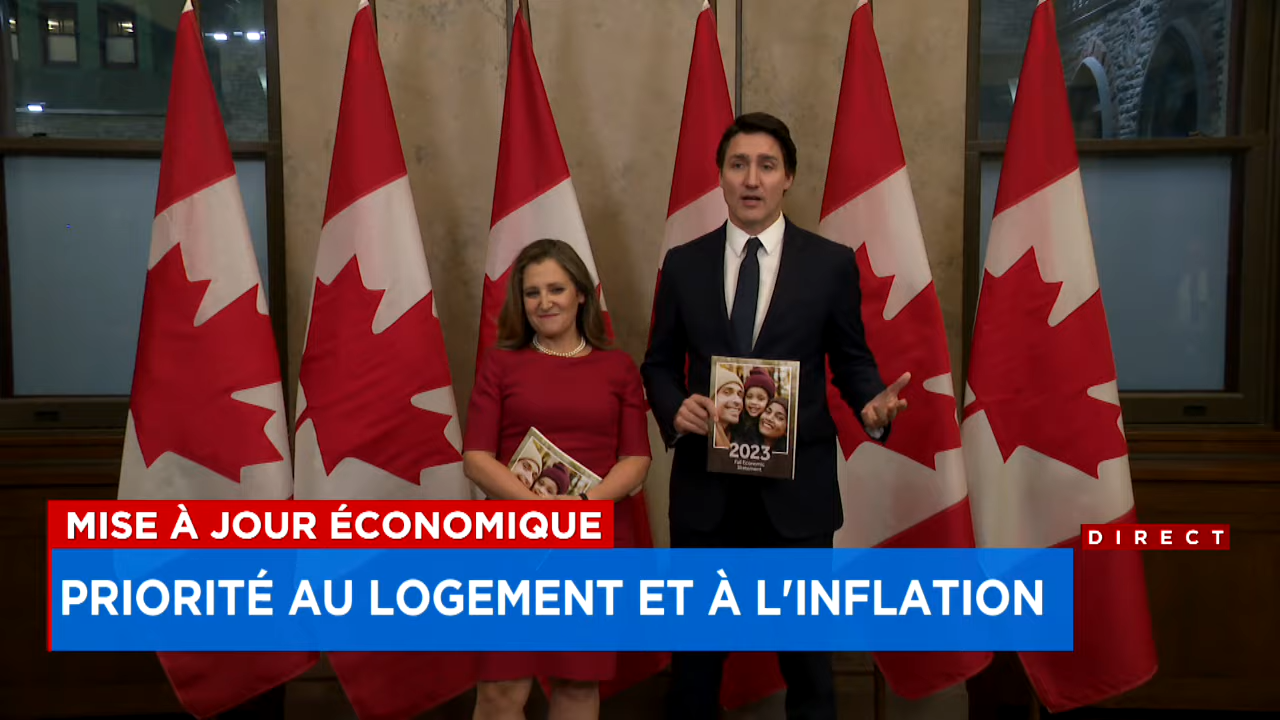 2023
Fall Economic
Statement
MISE À JOUR ÉCONOMIQUE
DIRECT
PRIORITÉ AU LOGEMENT ET À L'INFLATION